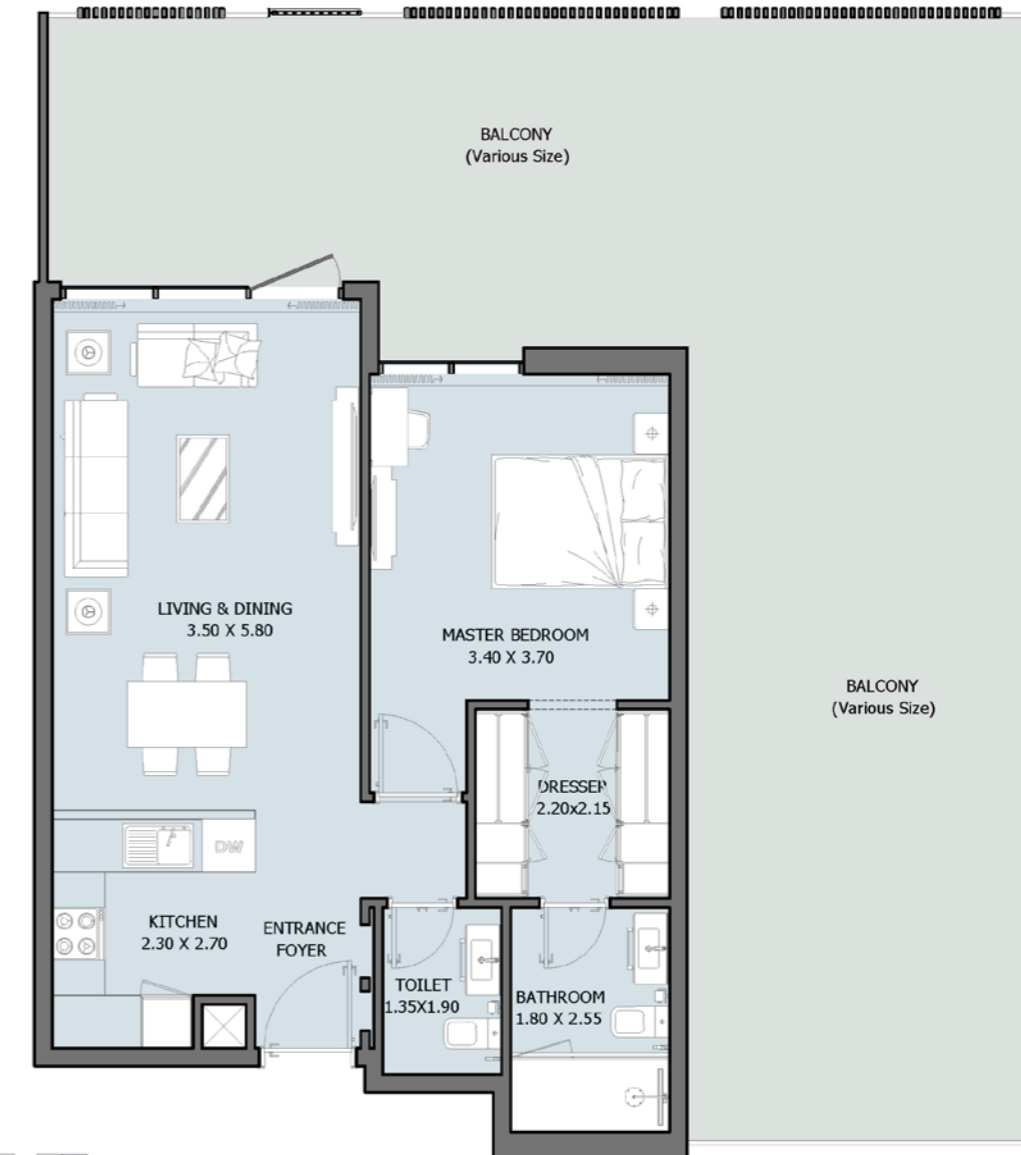 BALCONY
(Various Size)
LIVING & DINING
3.50 X 5.80
MASTER BEDROOM
3.40 X 3.70
BALCONY
(Various Size)
DRESSER
2.20x2.15
DW
KITCHEN
2.30 X 2.70
ENTRANCE
FOYER
TOILET
1.35X1.90
BATHROOM
1.80 X 2.55